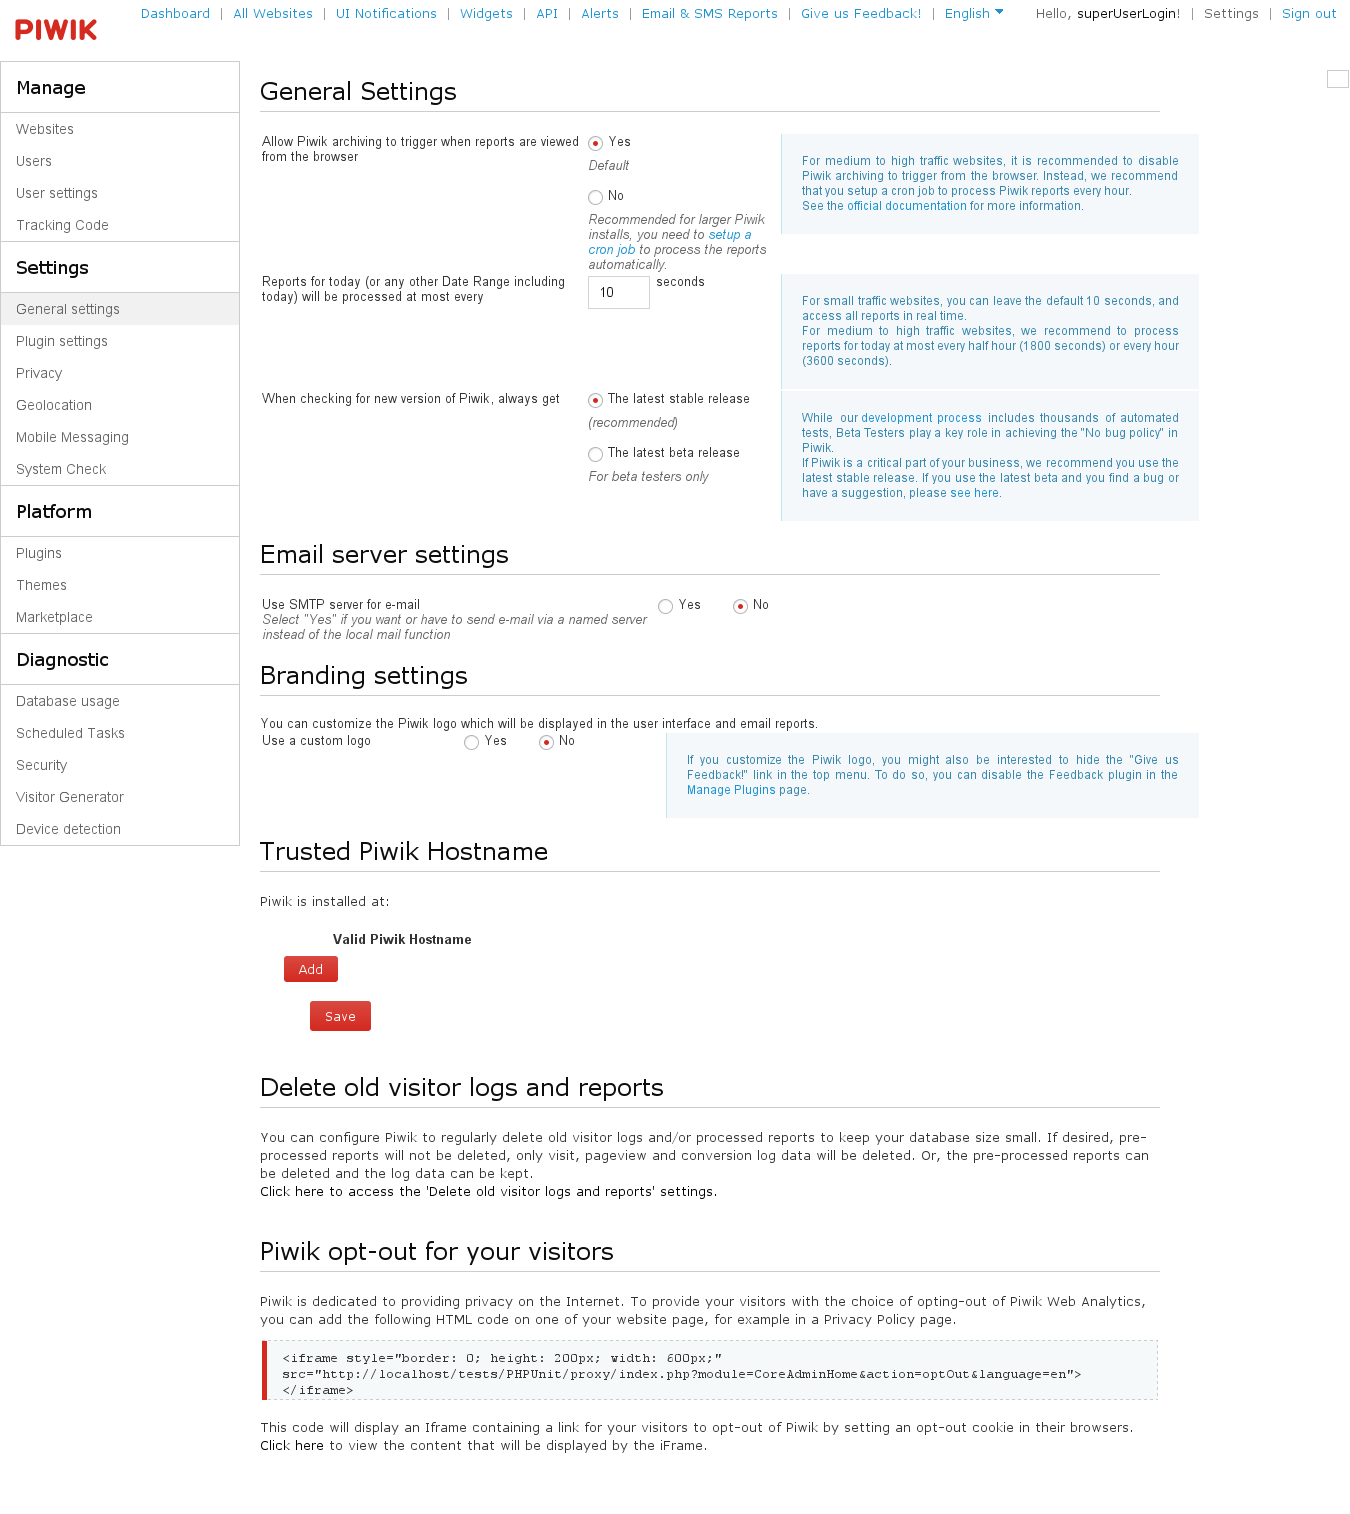 PIWIK
Dashboard | All Websites | UI Notifications | Widgets | API | Alerts | Email & SMS Reports | Give us Feedback! | English
Hello, superUserLogin! | Settings | Sign out
Manage
Websites
Users
User settings
Tracking Code
Settings
General settings
Plugin settings
Privacy
Geolocation
Mobile Messaging
System Check
Platform
Plugins
Themes
Marketplace
Diagnostic
Database usage
Scheduled Tasks
Security
Visitor Generator
Device detection
General Settings
Allow Piwik archiving to trigger when reports are viewed
from the browser
Yes
Default
No
Recommended for larger Piwik
installs, you need to setup a
cron job to process the reports
automatically.
For medium to high traffic websites, it is recommended to disable
Piwik archiving to trigger from the browser. Instead, we recommend
that you setup a cron job to process Piwik reports every hour.
See the official documentation for more information.
Reports for today (or any other Date Range including
today) will be processed at most every
10 seconds
For small traffic websites, you can leave the default 10 seconds, and
access all reports in real time.
For medium to high traffic websites, we recommend to process
reports for today at most every half hour (1800 seconds) or every hour
(3600 seconds).
When checking for new version of Piwik, always get
The latest stable release
(recommended)
The latest beta release
For beta testers only
While our development process includes thousands of automated
tests, Beta Testers play a key role in achieving the "No bug policy" in
Piwik.
If Piwik is a critical part of your business, we recommend you use the
latest stable release. If you use the latest beta and you find a bug or
have a suggestion, please see here.
Email server settings
Use SMTP server for e-mail
Select "Yes" if you want or have to send e-mail via a named server
instead of the local mail function
Yes No
Branding settings
You can customize the Piwik logo which will be displayed in the user interface and email reports.
Use a custom logo
Yes No
If you customize the Piwik logo, you might also be interested to hide the "Give us
Feedback!" link in the top menu. To do so, you can disable the Feedback plugin in the
Manage Plugins page.
Trusted Piwik Hostname
Piwik is installed at:
Valid Piwik Hostname
Add
Save
Delete old visitor logs and reports
You can configure Piwik to regularly delete old visitor logs and/or processed reports to keep your database size small. If desired, pre-
processed reports will not be deleted, only visit, pageview and conversion log data will be deleted. Or, the pre-processed reports can
be deleted and the log data can be kept.
Click here to access the 'Delete old visitor logs and reports' settings.
Piwik opt-out for your visitors
Piwik is dedicated to providing privacy on the Internet. To provide your visitors with the choice of opting-out of Piwik Web Analytics,
you can add the following HTML code on one of your website page, for example in a Privacy Policy page.
<iframe style="border: 0; height: 200px; width: 600px;"
src="http://localhost/tests/PHPUnit/proxy/index.php?module=CoreAdminHome&action=optOut&language=en">
</iframe>
This code will display an Iframe containing a link for your visitors to opt-out of Piwik by setting an opt-out cookie in their browsers.
Click here to view the content that will be displayed by the iFrame.